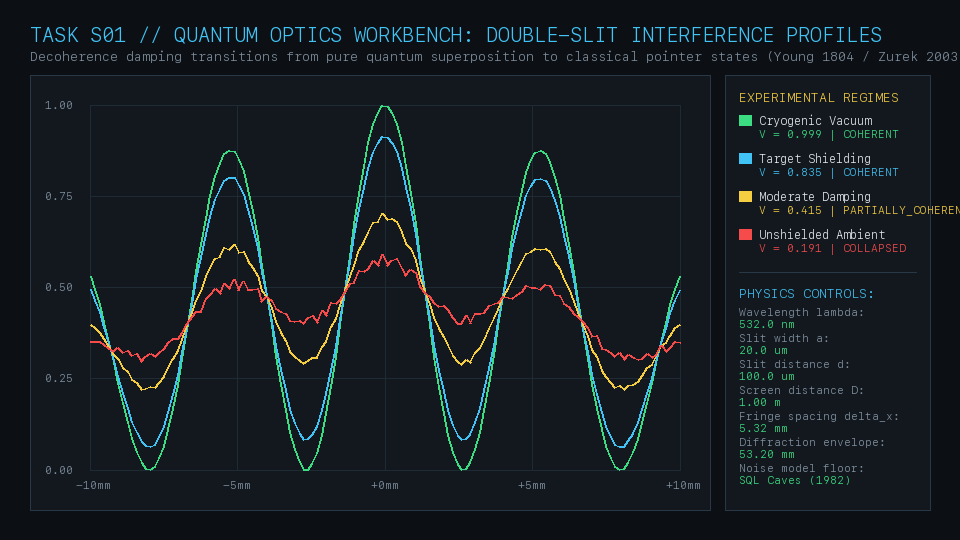 TASK S01 // QUANTUM OPTICS WORKBENCH: DOUBLE-SLIT INTERFERENCE PROFILES
Decoherence damping transitions from pure quantum superposition to classical pointer states (Young 1804 / Zurek 2003
1.00
0.75
0.50
0.25
0.00
-10mm
-5mm
+0mm
+5mm
+10mm
EXPERIMENTAL REGIMES
Cryogenic Vacuum
V = 0.999 | COHERENT
Target Shielding
V = 0.835 | COHERENT
Moderate Damping
V = 0.415 | PARTIALLY_COHEREN
Unshielded Ambient
V = 0.191 | COLLAPSED
PHYSICS CONTROLS:
Wavelength lambda:
532.0 nm
Slit width a:
20.0 um
Slit distance d:
100.0 um
Screen distance D:
1.00 m
Fringe spacing delta_x:
5.32 mm
Diffraction envelope:
53.20 mm
Noise model floor:
SQL Caves (1982)